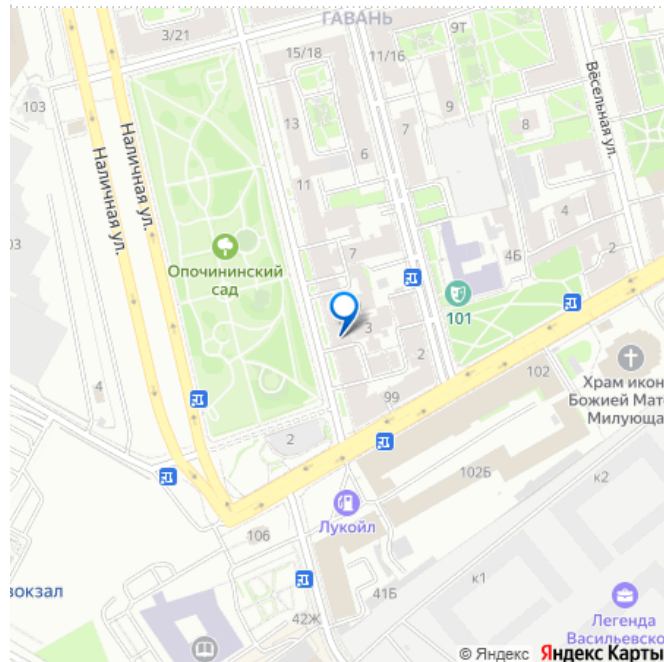 ГАВАНЬ
3/21
15/18
11/16
9Т
103
Наличная ул.
Наличная ул.
13
6
7
9
8
Вёсельная ул.
11
4
03
Опочининский
сад
7
4Б
2
101
3
2
102
Храм икон
Божией Мат
Милующа
4
99
2
102Б
к2
Лукойл
106
вокзал
41Б
к1
42Ж
Легенда
Васильевско
© Яндекс Яндекс Карты